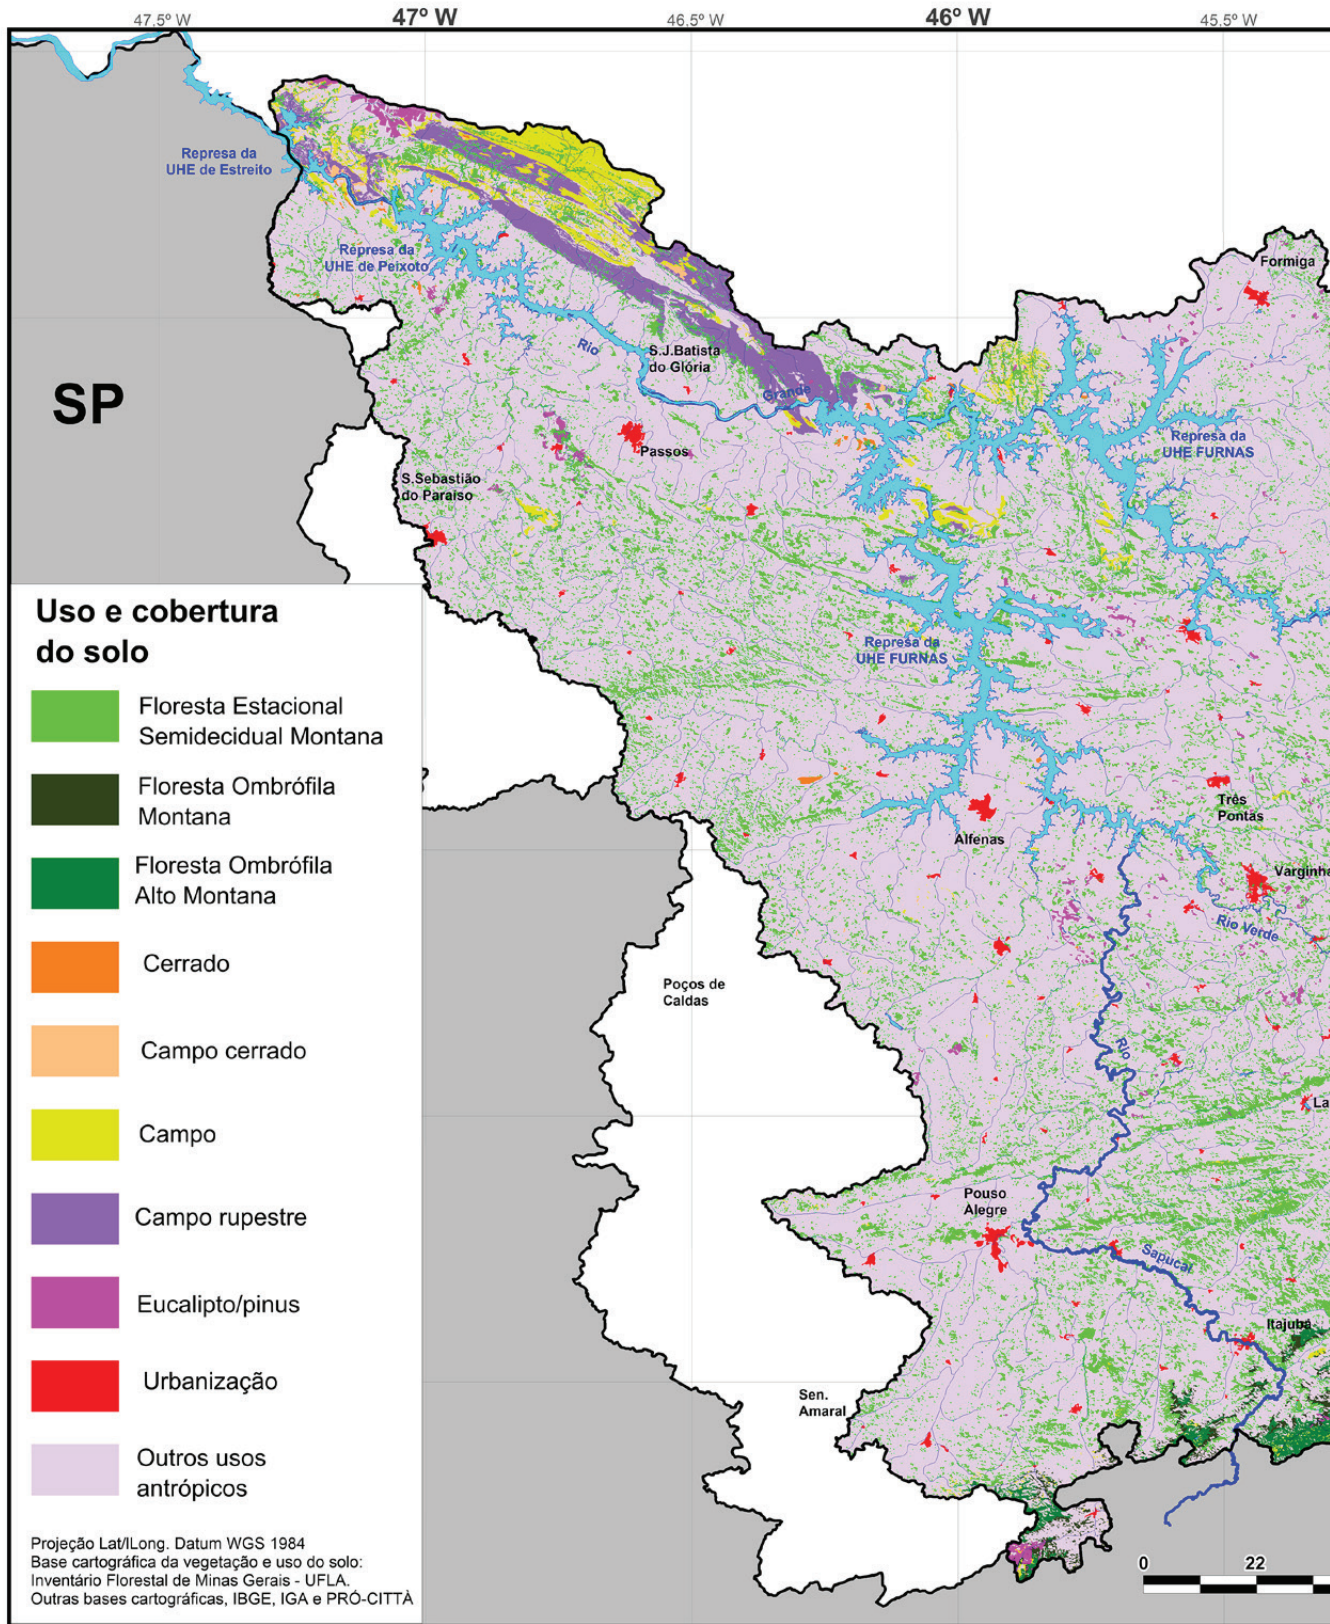 47.5º W
47º W
46.5º W
46º W
45.5º W
Represa da
UHE de Estreito
Represa da
UHE de Peixoto
Formiga
Rio
S.J.Batista
do Glória
SP
Grande
Represa da
UHE FURNAS
Passos
S.Sebastião
do Paraiso
Represa da
UHE FURNAS
Três
Pontas
Alfenas
Varginha
Rio Verde
Poços de
Caldas
Rio
La
Pouso
Alegre
Sapucaí
Itajubá
Sen.
Amaral
Uso e cobertura
do solo
Floresta Estacional
Semidecidual Montana
Floresta Ombrófila
Montana
Floresta Ombrófila
Alto Montana
Cerrado
Campo cerrado
Campo
Campo rupestre
Eucalipto/pinus
Urbanização
Outros usos
antrópicos
Projeção Lat/lLong. Datum WGS 1984
Base cartográfica da vegetação e uso do solo:
Inventário Florestal de Minas Gerais - UFLA.
Outras bases cartográficas, IBGE, IGA e PRÓ-CITTÀ
0 22